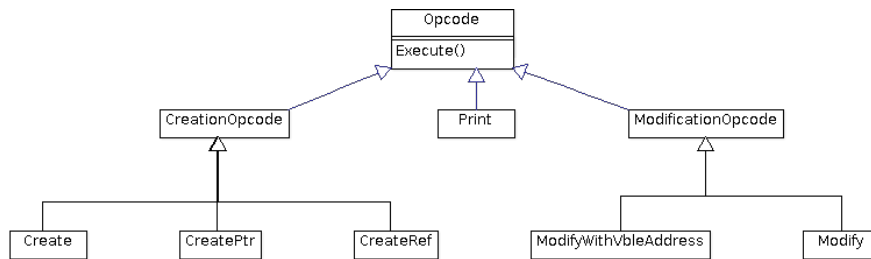 Opcode
Execute()
CreationOpcode
Print
ModificationOpcode
Create
CreatePtr
CreateRef
ModifyWithVbleAddress
Modify